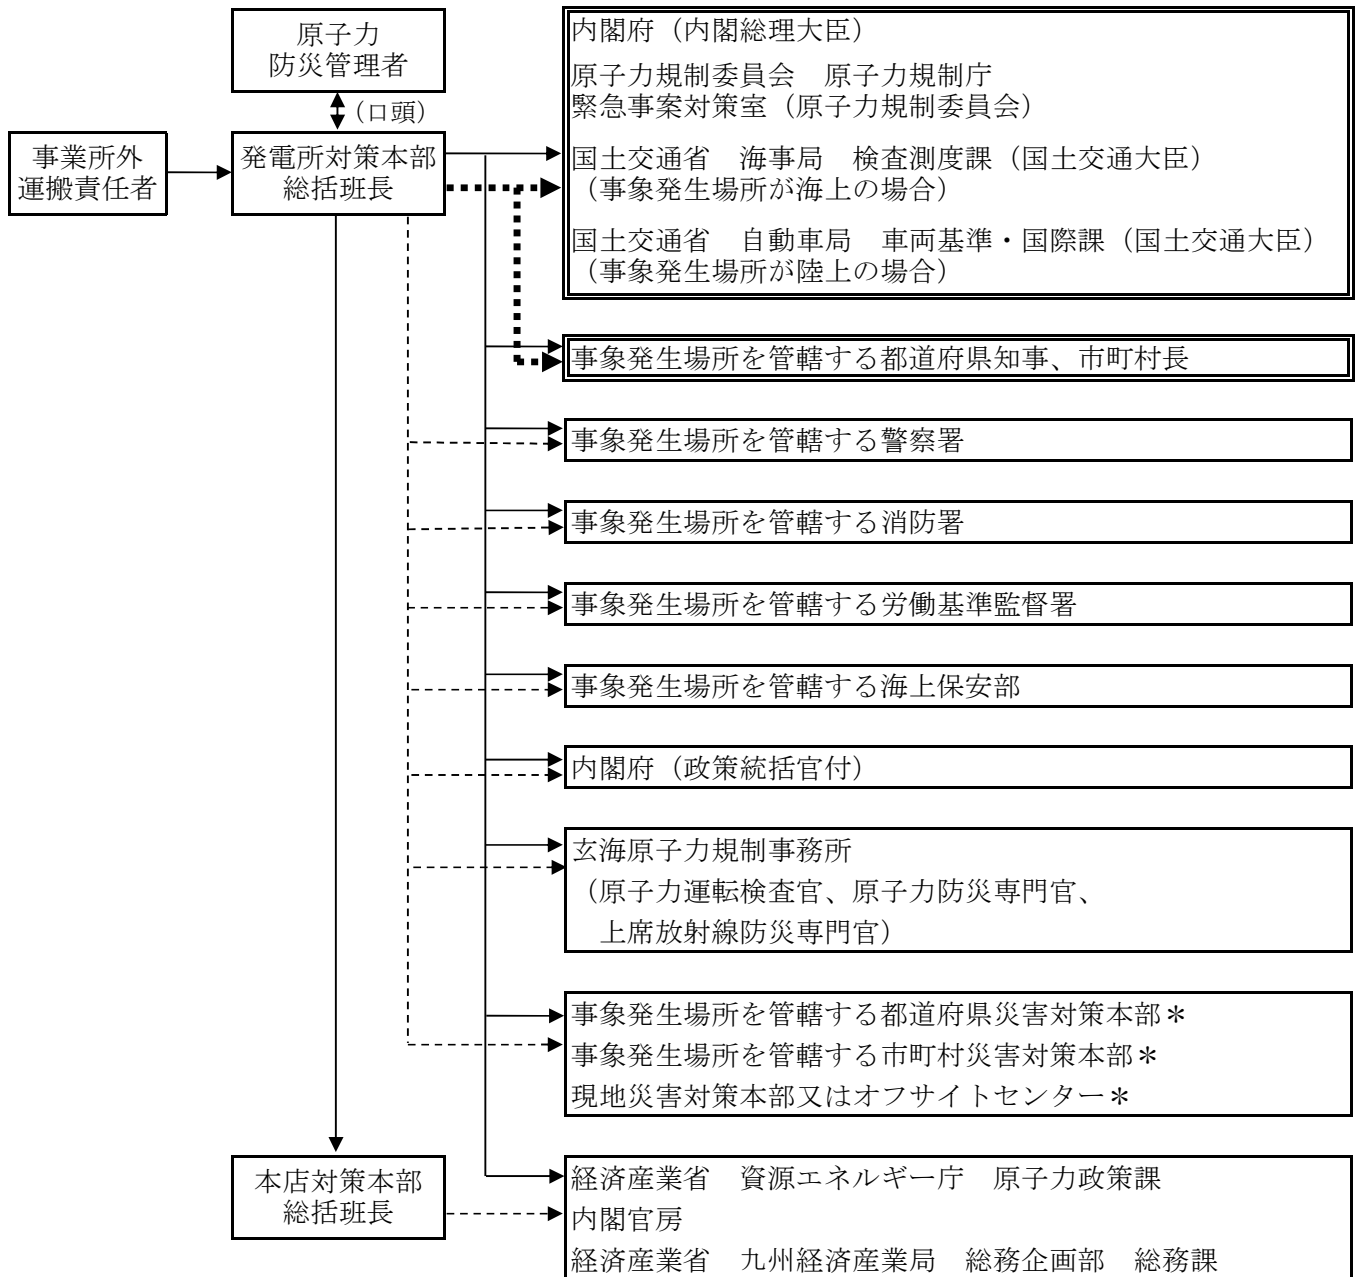 原子力
防災管理者
（口頭）
事業所外
運搬責任者
発電所対策本部
総括班長
内閣府（内閣総理大臣）
原子力規制委員会　原子力規制庁
緊急事案対策室（原子力規制委員会）
国土交通省　海事局　検査測度課（国土交通大臣）
（事象発生場所が海上の場合）
国土交通省　自動車局　車両基準・国際課（国土交通大臣）
（事象発生場所が陸上の場合）
事象発生場所を管轄する都道府県知事、市町村長
事象発生場所を管轄する警察署
事象発生場所を管轄する消防署
事象発生場所を管轄する労働基準監督署
事象発生場所を管轄する海上保安部
内閣府（政策統括官付）
玄海原子力規制事務所
（原子力運転検査官、原子力防災専門官、
上席放射線防災専門官）
事象発生場所を管轄する都道府県災害対策本部＊
事象発生場所を管轄する市町村災害対策本部＊
現地災害対策本部又はオフサイトセンター＊
本店対策本部
総括班長
経済産業省　資源エネルギー庁　原子力政策課
内閣官房
経済産業省　九州経済産業局　総務企画部　総務課